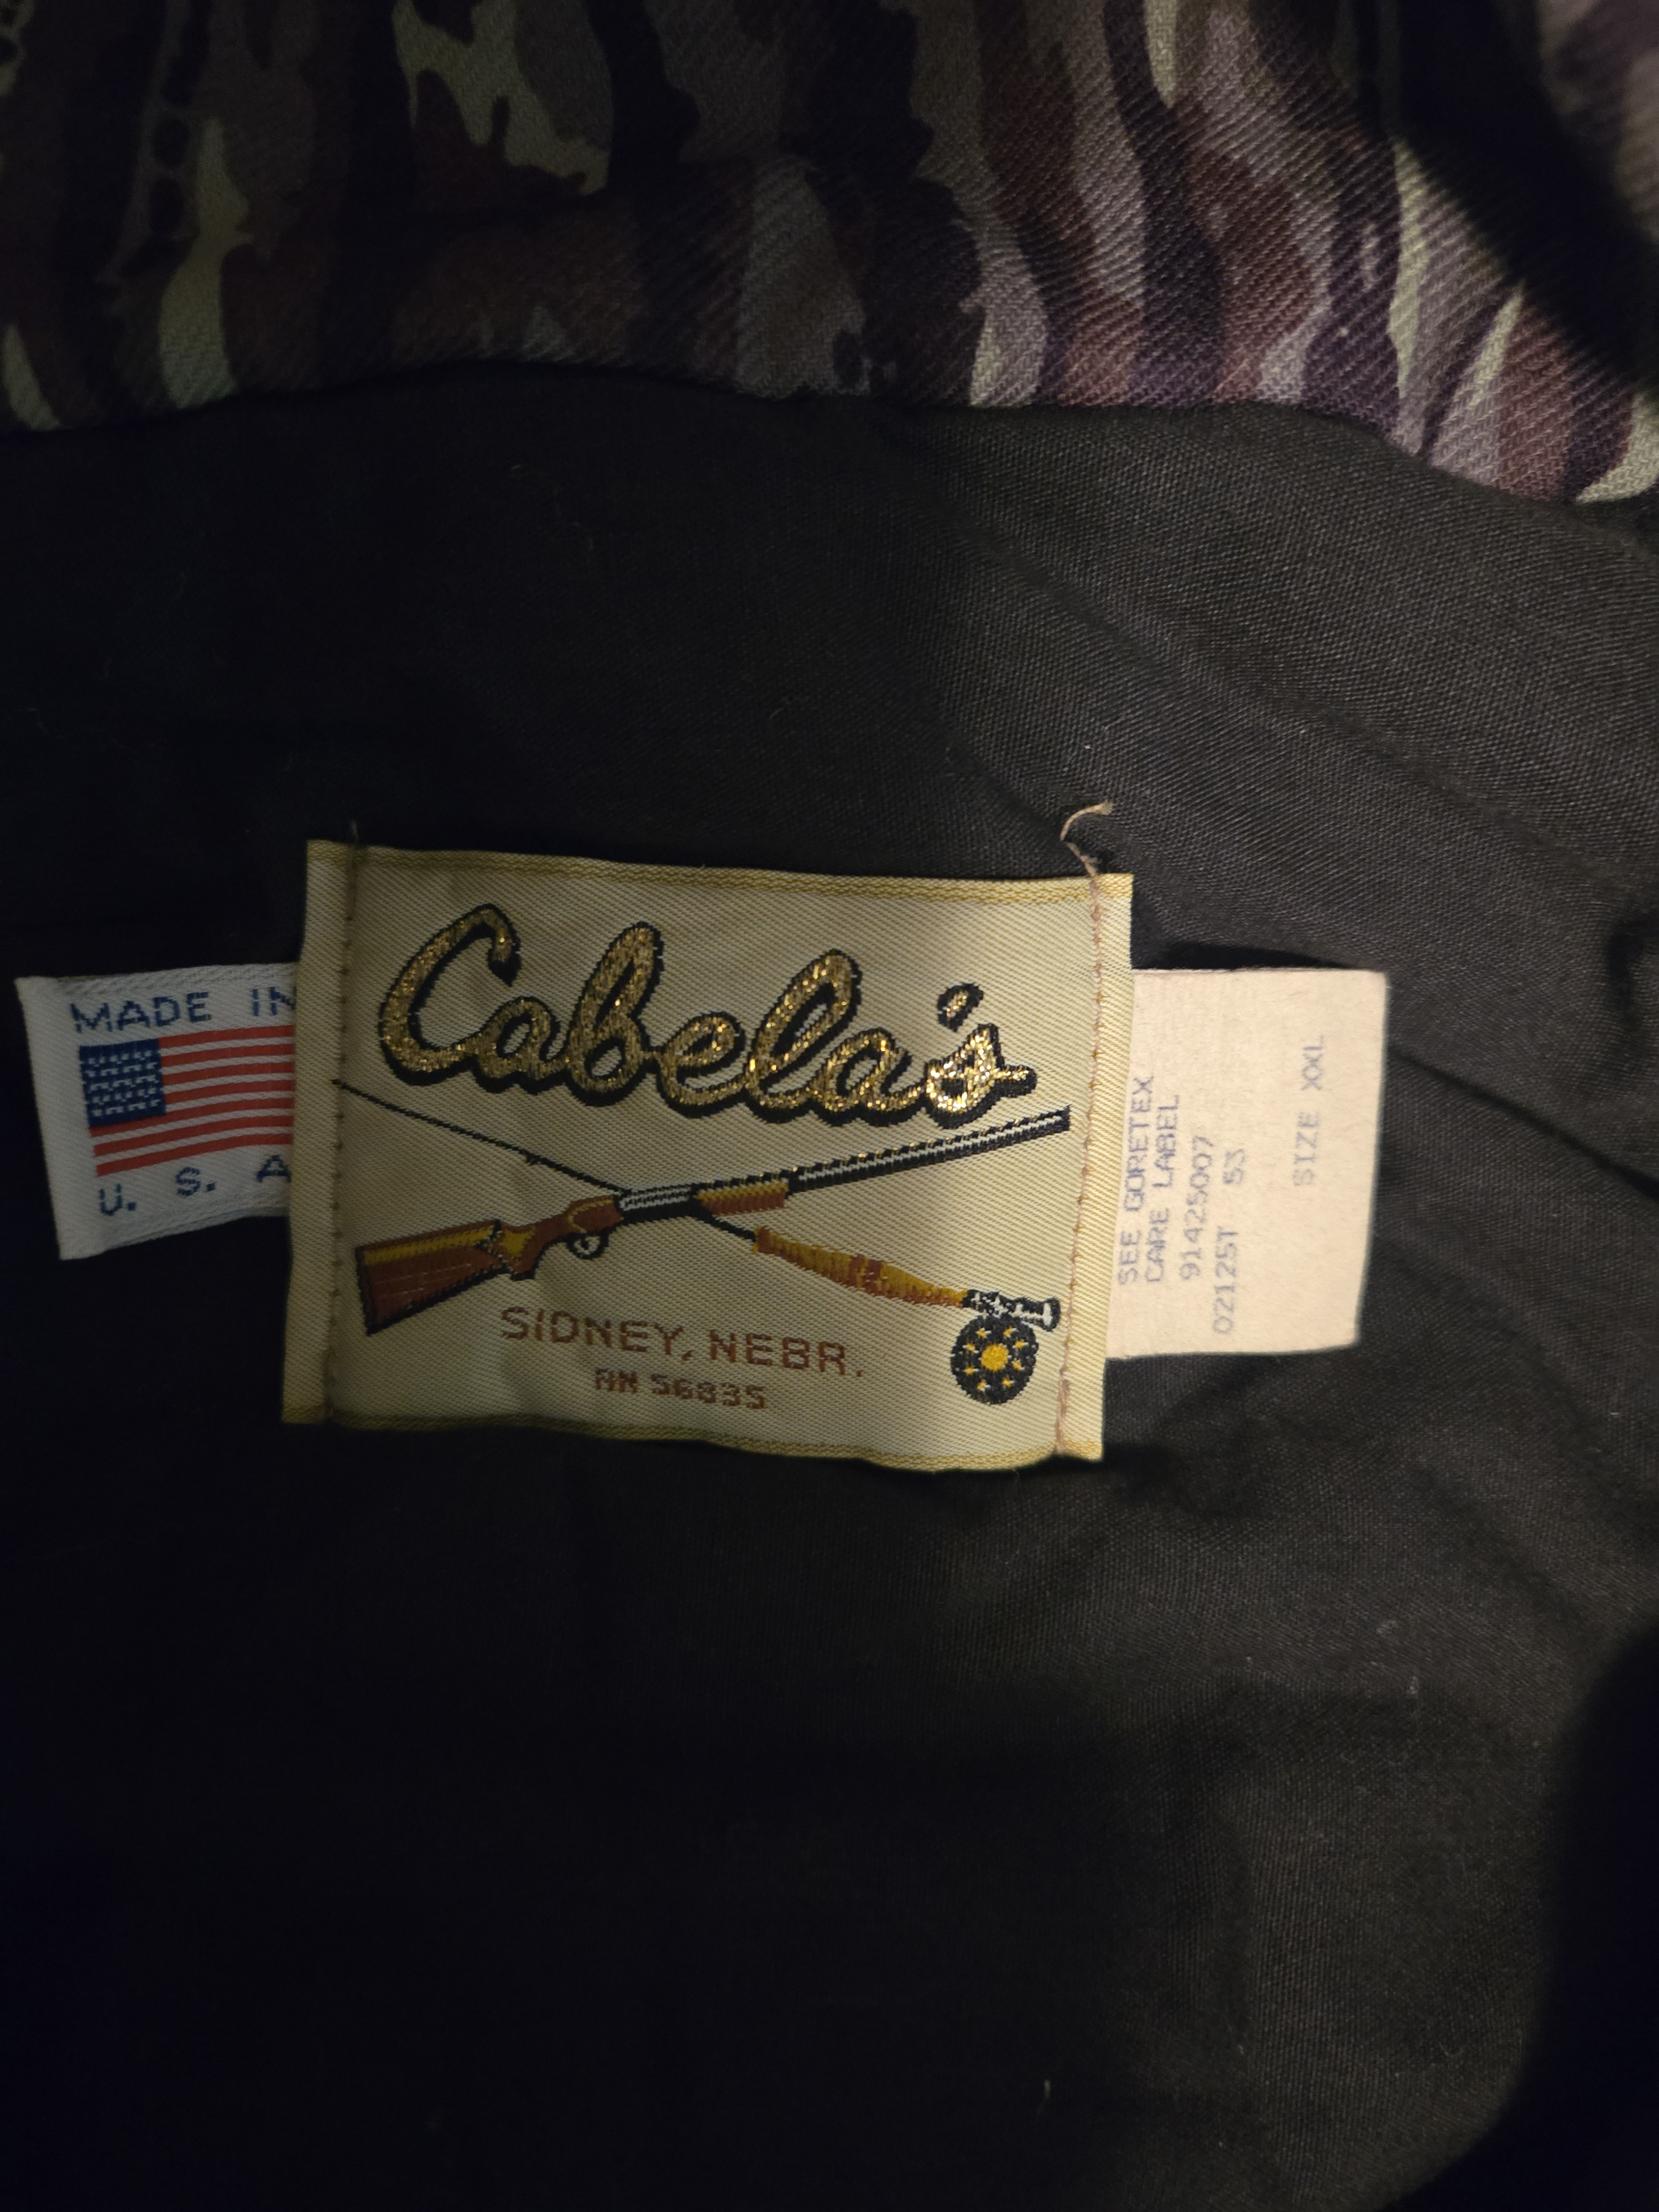 MADE IN
U. S. A
Cabela's
SIDNEY, NEBR.
RN 56835
SEE GORETEX
CARE LABEL
91425007
02125T 53
SIZE XXL